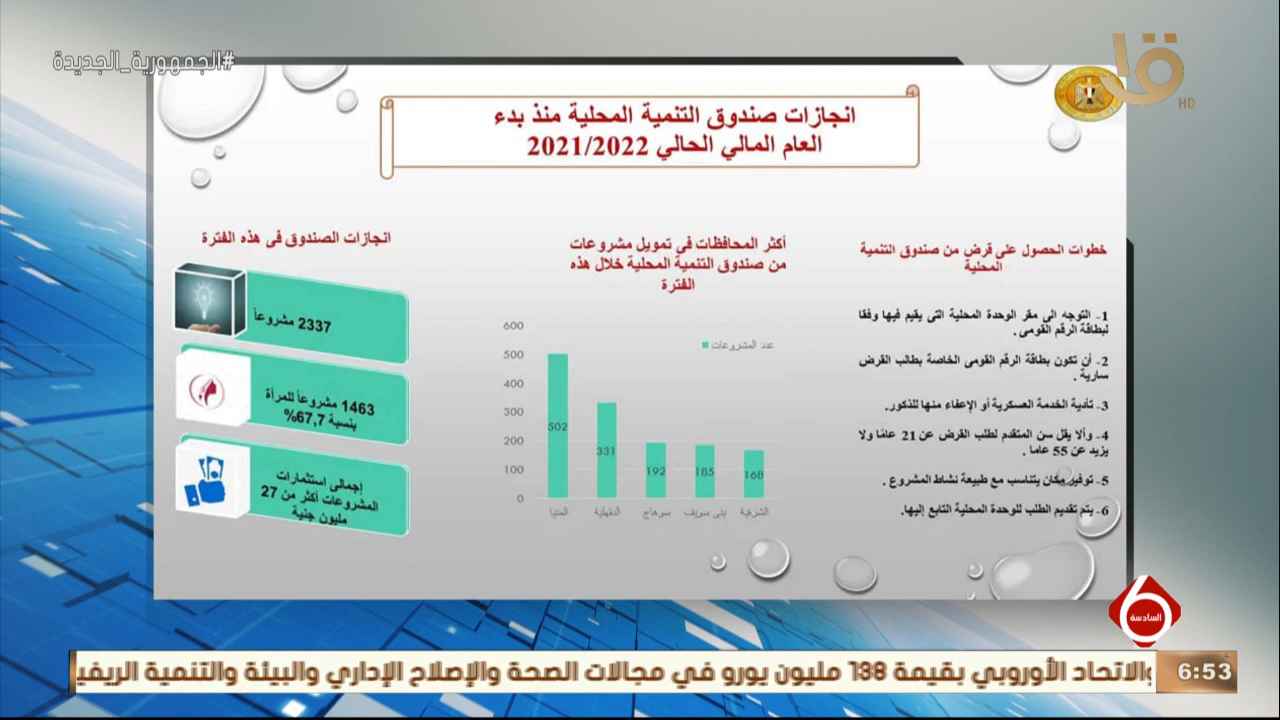 #الجمهورية_الجديدة
HD
انجازات صندوق التنمية المحلية منذ بدء
العام المالي الحالي 2021/2022
خطوات الحصول على قرض من صندوق التنمية
المحلية
1- التوجه الى مقر الوحدة المحلية التى يقيم فيها وفقا
لبطاقة الرقم القومى .
2- أن تكون بطاقة الرقم القومى الخاصة بطالب القرض
سارية .
3- تأدية الخدمة العسكرية أو الإعفاء منها للذكور.
4- وألا يقل سن المتقدم لطلب القرض عن 21 عاما ولا
يزيد عن 55 عاما .
5- توفير مكان يتناسب مع طبيعة نشاط المشروع .
6- يتم تقديم الطلب للوحدة المحلية التابع إليها.
أكثر المحافظات فى تمويل مشروعات
من صندوق التنمية المحلية خلال هذه
الفترة
عدد المشروعات
600
500
400
300
200
100
0
502
331
192
185
168
المنيا
الدقهلية
سوهاج
بنى سويف
الشرقية
انجازات الصندوق فى هذه الفترة
2337 مشروعاً
1463 مشروعاً للمرأة
بنسبة 67,7%
إجمالى استثمارات
المشروعات أكثر من 27
مليون جنية
السادسة
والاتحاد الأوروبي بقيمة 138 مليون يورو في مجالات الصحة والإصلاح الإداري والبيئة والتنمية الريفي
6:53